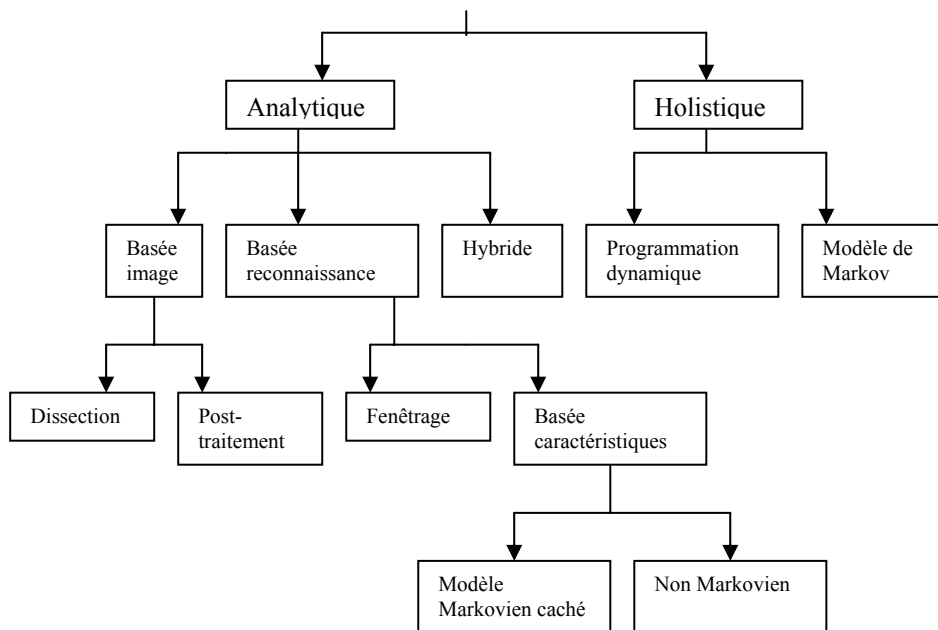 Analytique
Holistique
Basée
image
Basée
reconnaissance
Hybride
Programmation
dynamique
Modèle de
Markov
Dissection
Post-
traitement
Fenêtrage
Basée
caractéristiques
Modèle
Markovien caché
Non Markovien